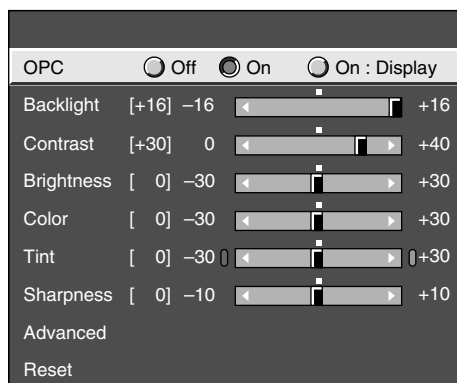 OPC Off On On : Display
Backlight [+16] –16 +16
Contrast [+30] 0 +40
Brightness [ 0] –30 +30
Color [ 0] –30 +30
Tint [ 0] –30 +30
Sharpness [ 0] –10 +10
Advanced
Reset